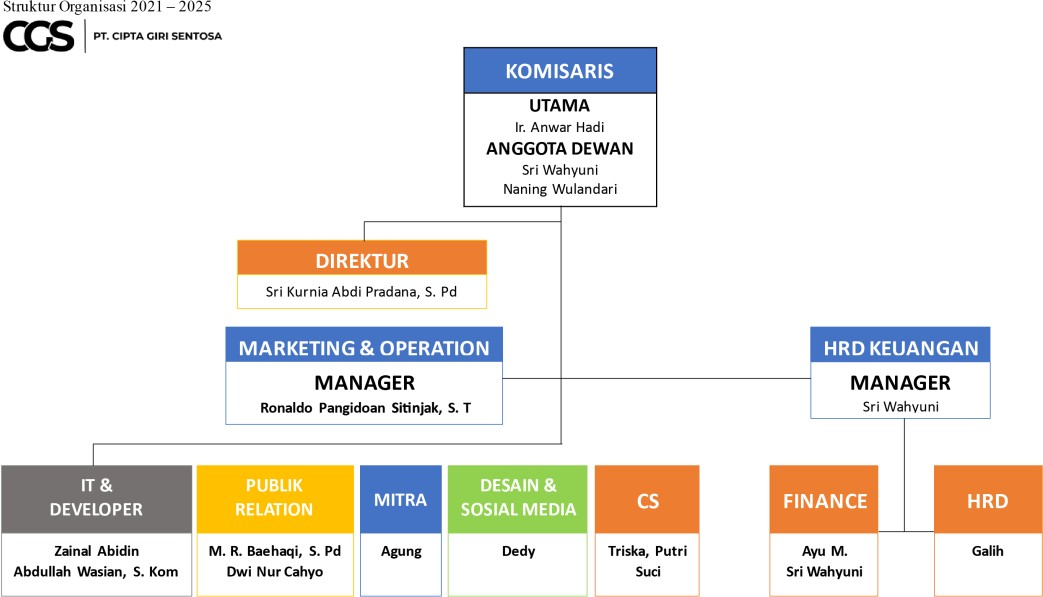 Struktur Organisasi 2021 – 2025
CGS
PT. CIPTA GIRI SENTOSA
KOMISARIS
UTAMA
Ir. Anwar Hadi
ANGGOTA DEWAN
Sri Wahyuni
Naning Wulandari
DIREKTUR
Sri Kurnia Abdi Pradana, S. Pd
MARKETING & OPERATION
MANAGER
Ronaldo Pangidoan Sitinjak, S. T
HRD KEUANGAN
MANAGER
Sri Wahyuni
IT &
DEVELOPER
Zainal Abidin
Abdullah Wasian, S. Kom
PUBLIK
RELATION
M. R. Baehaqi, S. Pd
Dwi Nur Cahyo
MITRA
Agung
DESAIN &
SOSIAL MEDIA
Dedy
CS
Triska, Putri
Suci
FINANCE
Ayu M.
Sri Wahyuni
HRD
Galih